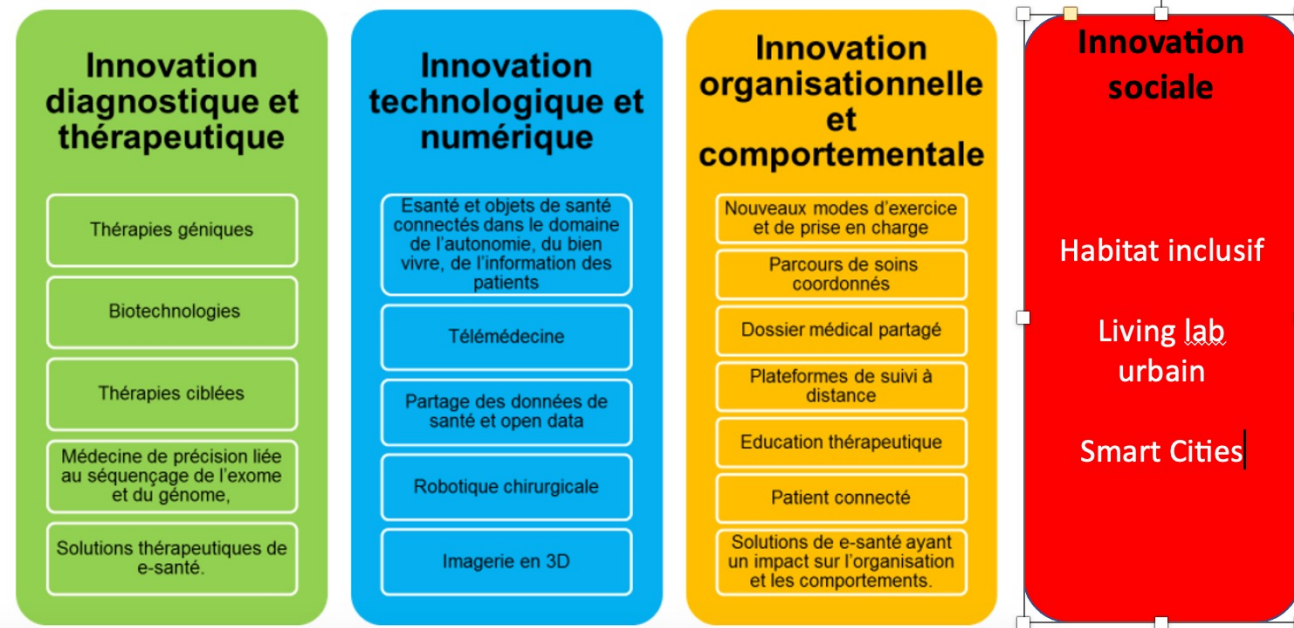 Innovation
diagnostique et
thérapeutique
Thérapies géniques
Biotechnologies
Thérapies ciblées
Médecine de précision liée
au séquençage de l'exome
et du génome,
Solutions thérapeutiques de
e-santé.
Innovation
technologique et
numérique
Esanté et objets de santé
connectés dans le domaine
de l'autonomie, du bien
vivre, de l'information des
patients
Télémédecine
Partage des données de
santé et open data
Robotique chirurgicale
Imagerie en 3D
Innovation
organisationnelle
et
comportementale
Nouveaux modes d'exercice
et de prise en charge
Parcours de soins
coordonnés
Dossier médical partagé
Plateformes de suivi à
distance
Education thérapeutique
Patient connecté
Solutions de e-santé ayant
un impact sur l'organisation
et les comportements.
Innovation
sociale
Habitat inclusif
Living lab
urbain
Smart Cities